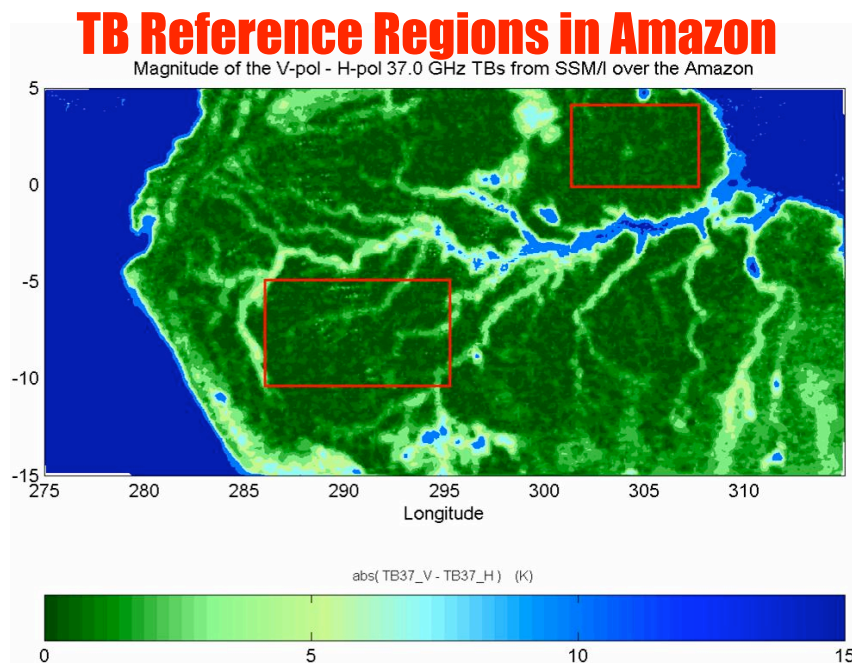 TB Reference Regions in Amazon
Magnitude of the V-pol - H-pol 37.0 GHz TBs from SSM/I over the Amazon
5
0
-5
-10
-15
275 280 285 290 295 300 305 310
Longitude
abs( TB37_V - TB37_H ) (K)
0 5 10 15